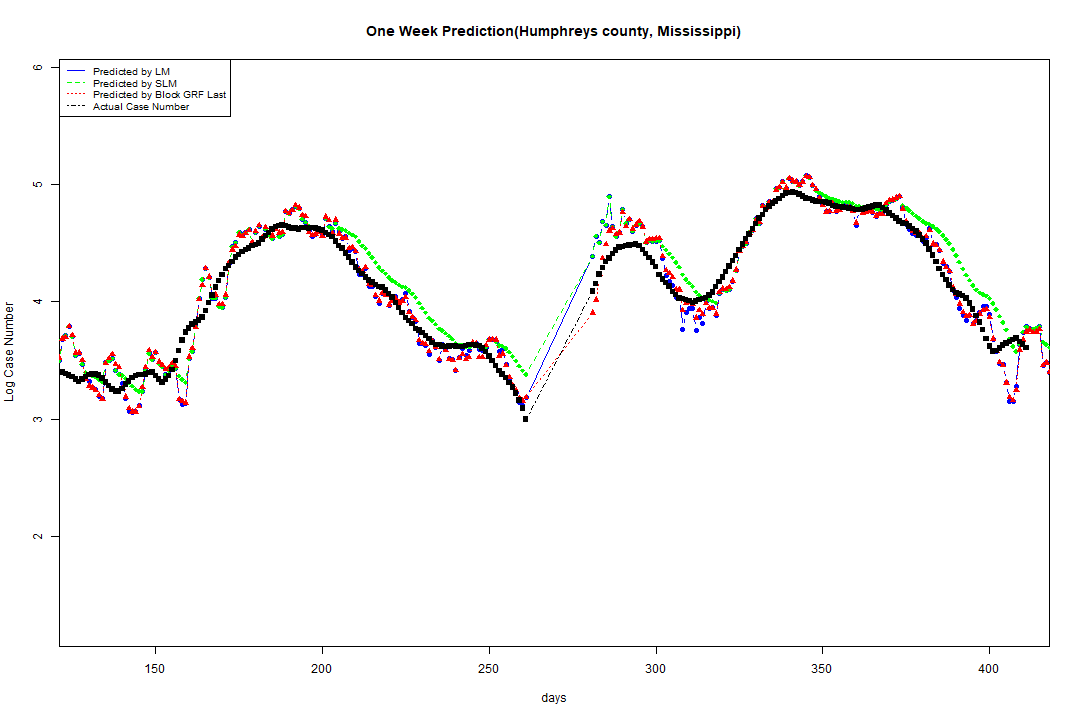 One Week Prediction(Humphreys county, Mississippi)
Predicted by LM
Predicted by SLM
Predicted by Block GRF Last
Actual Case Number
Log Case Number
6
5
4
3
2
150 200 250 300 350 400
days